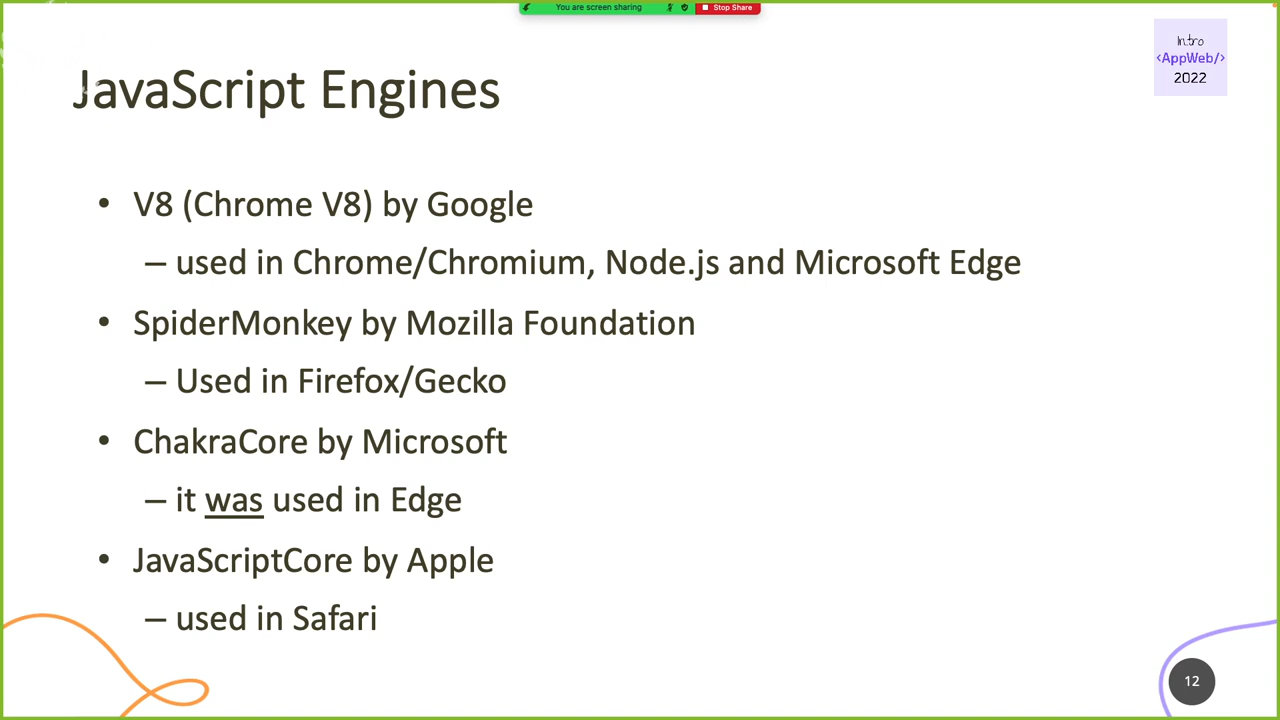 You are screen sharing
Stop Share
Intro
<AppWeb/>
2022
JavaScript Engines
• V8 (Chrome V8) by Google
– used in Chrome/Chromium, Node.js and Microsoft Edge
• SpiderMonkey by Mozilla Foundation
– Used in Firefox/Gecko
• ChakraCore by Microsoft
– it was used in Edge
• JavaScriptCore by Apple
– used in Safari
12